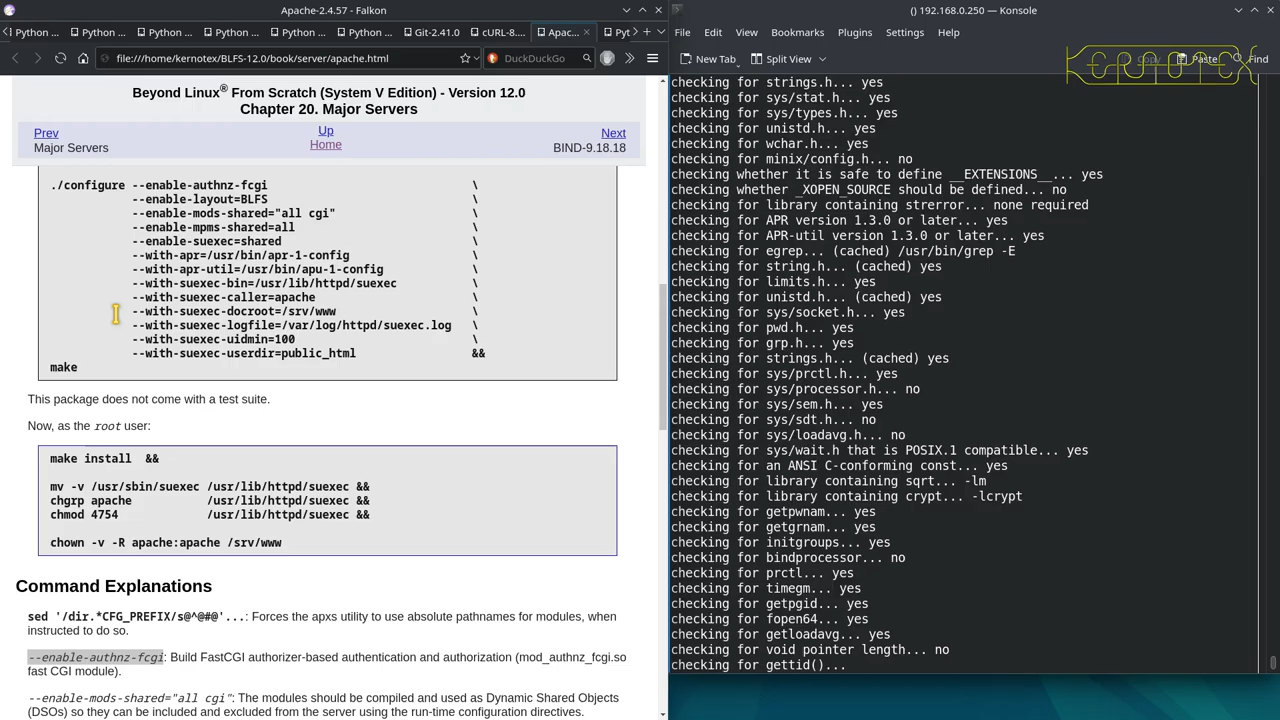 Apache-2.4.57 - Falkon
Python ...
Python ...
Python ...
Python ...
Python ...
Python ...
Git-2.41.0
cURL-8....
Apac...
Pyt
file:///home/kernotex/BLFS-12.0/book/server/apache.html
DuckDuckGo
Beyond Linux® From Scratch (System V Edition) - Version 12.0
Chapter 20. Major Servers
Prev
Up
Next
Major Servers
Home
BIND-9.18.18
./configure --enable-authnz-fcgi \
--enable-layout=BLFS \
--enable-mods-shared="all cgi" \
--enable-mpms-shared=all \
--enable-suexec=shared \
--with-apr=/usr/bin/apr-1-config \
--with-apr-util=/usr/bin/apu-1-config \
--with-suexec-bin=/usr/lib/httpd/suexec \
--with-suexec-caller=apache \
--with-suexec-docroot=/srv/www \
--with-suexec-logfile=/var/log/httpd/suexec.log \
--with-suexec-uidmin=100 \
--with-suexec-userdir=public_html &&
make
This package does not come with a test suite.
Now, as the root user:
make install &&
mv -v /usr/sbin/suexec /usr/lib/httpd/suexec &&
chgrp apache /usr/lib/httpd/suexec &&
chmod 4754 /usr/lib/httpd/suexec &&
chown -v -R apache:apache /srv/www
Command Explanations
sed '/dir.*CFG_PREFIX/s@^@#@'...: Forces the apxs utility to use absolute pathnames for modules, when
instructed to do so.
--enable-authnz-fcgi: Build FastCGI authorizer-based authentication and authorization (mod_authnz_fcgi.so
fast CGI module).
--enable-mods-shared="all cgi": The modules should be compiled and used as Dynamic Shared Objects
(DSOs) so they can be included and excluded from the server using the run-time configuration directives.
() 192.168.0.250 — Konsole
File Edit View Bookmarks Plugins Settings Help
New Tab
Split View
Copy
Paste
Find
KERNOTEX
checking for strings.h... yes
checking for sys/stat.h... yes
checking for sys/types.h... yes
checking for unistd.h... yes
checking for wchar.h... yes
checking for minix/config.h... no
checking whether it is safe to define __EXTENSIONS__... yes
checking whether _XOPEN_SOURCE should be defined... no
checking for library containing strerror... none required
checking for APR version 1.3.0 or later... yes
checking for APR-util version 1.3.0 or later... yes
checking for egrep... (cached) /usr/bin/grep -E
checking for string.h... (cached) yes
checking for limits.h... yes
checking for unistd.h... (cached) yes
checking for sys/socket.h... yes
checking for pwd.h... yes
checking for grp.h... yes
checking for strings.h... (cached) yes
checking for sys/prctl.h... yes
checking for sys/processor.h... no
checking for sys/sem.h... yes
checking for sys/sdt.h... no
checking for sys/loadavg.h... no
checking for sys/wait.h that is POSIX.1 compatible... yes
checking for an ANSI C-conforming const... yes
checking for library containing sqrt... -lm
checking for library containing crypt... -lcrypt
checking for getpwnam... yes
checking for getgrnam... yes
checking for initgroups... yes
checking for bindprocessor... no
checking for prctl... yes
checking for timegm... yes
checking for getpgid... yes
checking for fopen64... yes
checking for getloadavg... yes
checking for void pointer length... no
checking for gettid()...